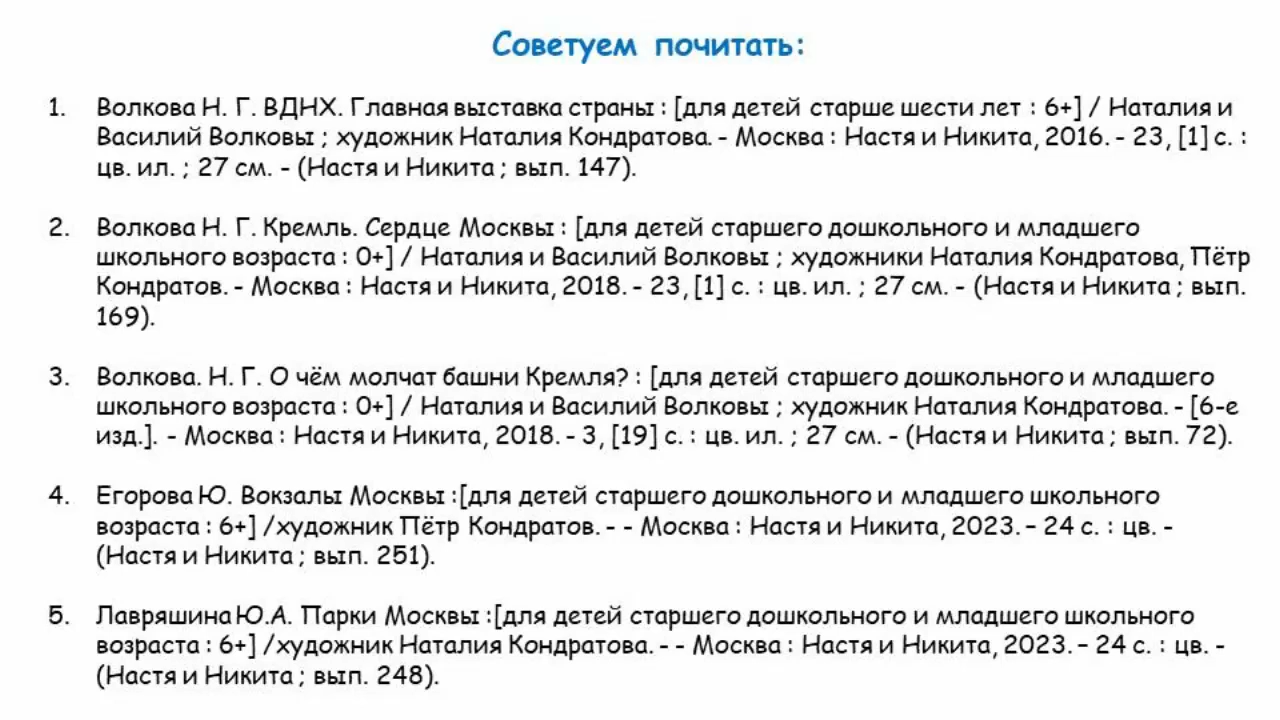 Советуем почитать:
1. Волкова Н. Г. ВДНХ. Главная выставка страны : [для детей старше шести лет : 6+] / Наталия и
Василий Волковы ; художник Наталия Кондратова. - Москва : Настя и Никита, 2016. - 23, [1] с. :
цв. ил. ; 27 см. - (Настя и Никита ; вып. 147).
2. Волкова Н. Г. Кремль. Сердце Москвы : [для детей старшего дошкольного и младшего
школьного возраста : 0+] / Наталия и Василий Волковы ; художники Наталия Кондратова, Пётр
Кондратов. - Москва : Настя и Никита, 2018. - 23, [1] с. : цв. ил. ; 27 см. - (Настя и Никита ; вып.
169).
3. Волкова. Н. Г. О чём молчат башни Кремля? : [для детей старшего дошкольного и младшего
школьного возраста : 0+] / Наталия и Василий Волковы ; художник Наталия Кондратова. - [6-е
изд.]. - Москва : Настя и Никита, 2018. - 3, [19] с. : цв. ил. ; 27 см. - (Настя и Никита ; вып. 72).
4. Егорова Ю. Вокзалы Москвы :[для детей старшего дошкольного и младшего школьного
возраста : 6+] /художник Пётр Кондратов. - - Москва : Настя и Никита, 2023. – 24 с. : цв. -
(Настя и Никита ; вып. 251).
5. Лавряшина Ю.А. Парки Москвы :[для детей старшего дошкольного и младшего школьного
возраста : 6+] /художник Наталия Кондратова. - - Москва : Настя и Никита, 2023. – 24 с. : цв. -
(Настя и Никита ; вып. 248).